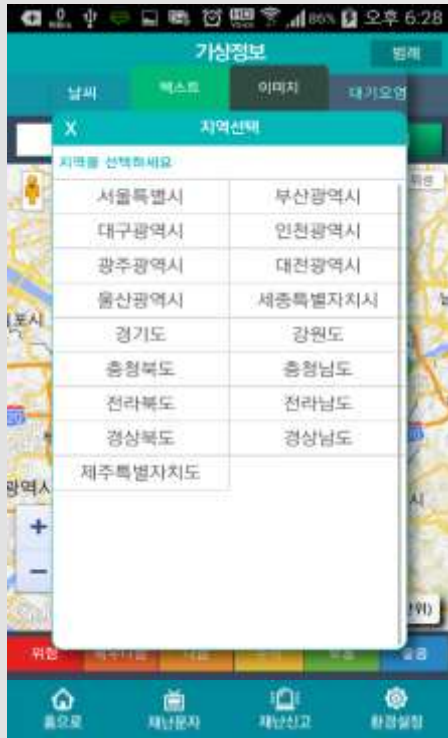 86% 오후 6:28
기상정보 범례
날씨 텍스트 이미지 대기오염
X 지역선택
지역을 선택하세요
서울특별시 부산광역시
대구광역시 인천광역시
광주광역시 대전광역시
울산광역시 세종특별자치시
경기도 강원도
충청북도 충청남도
전라북도 전라남도
경상북도 경상남도
제주특별자치도
광역시
+
−
위험
홈으로 재난문자 재난신고 환경설정